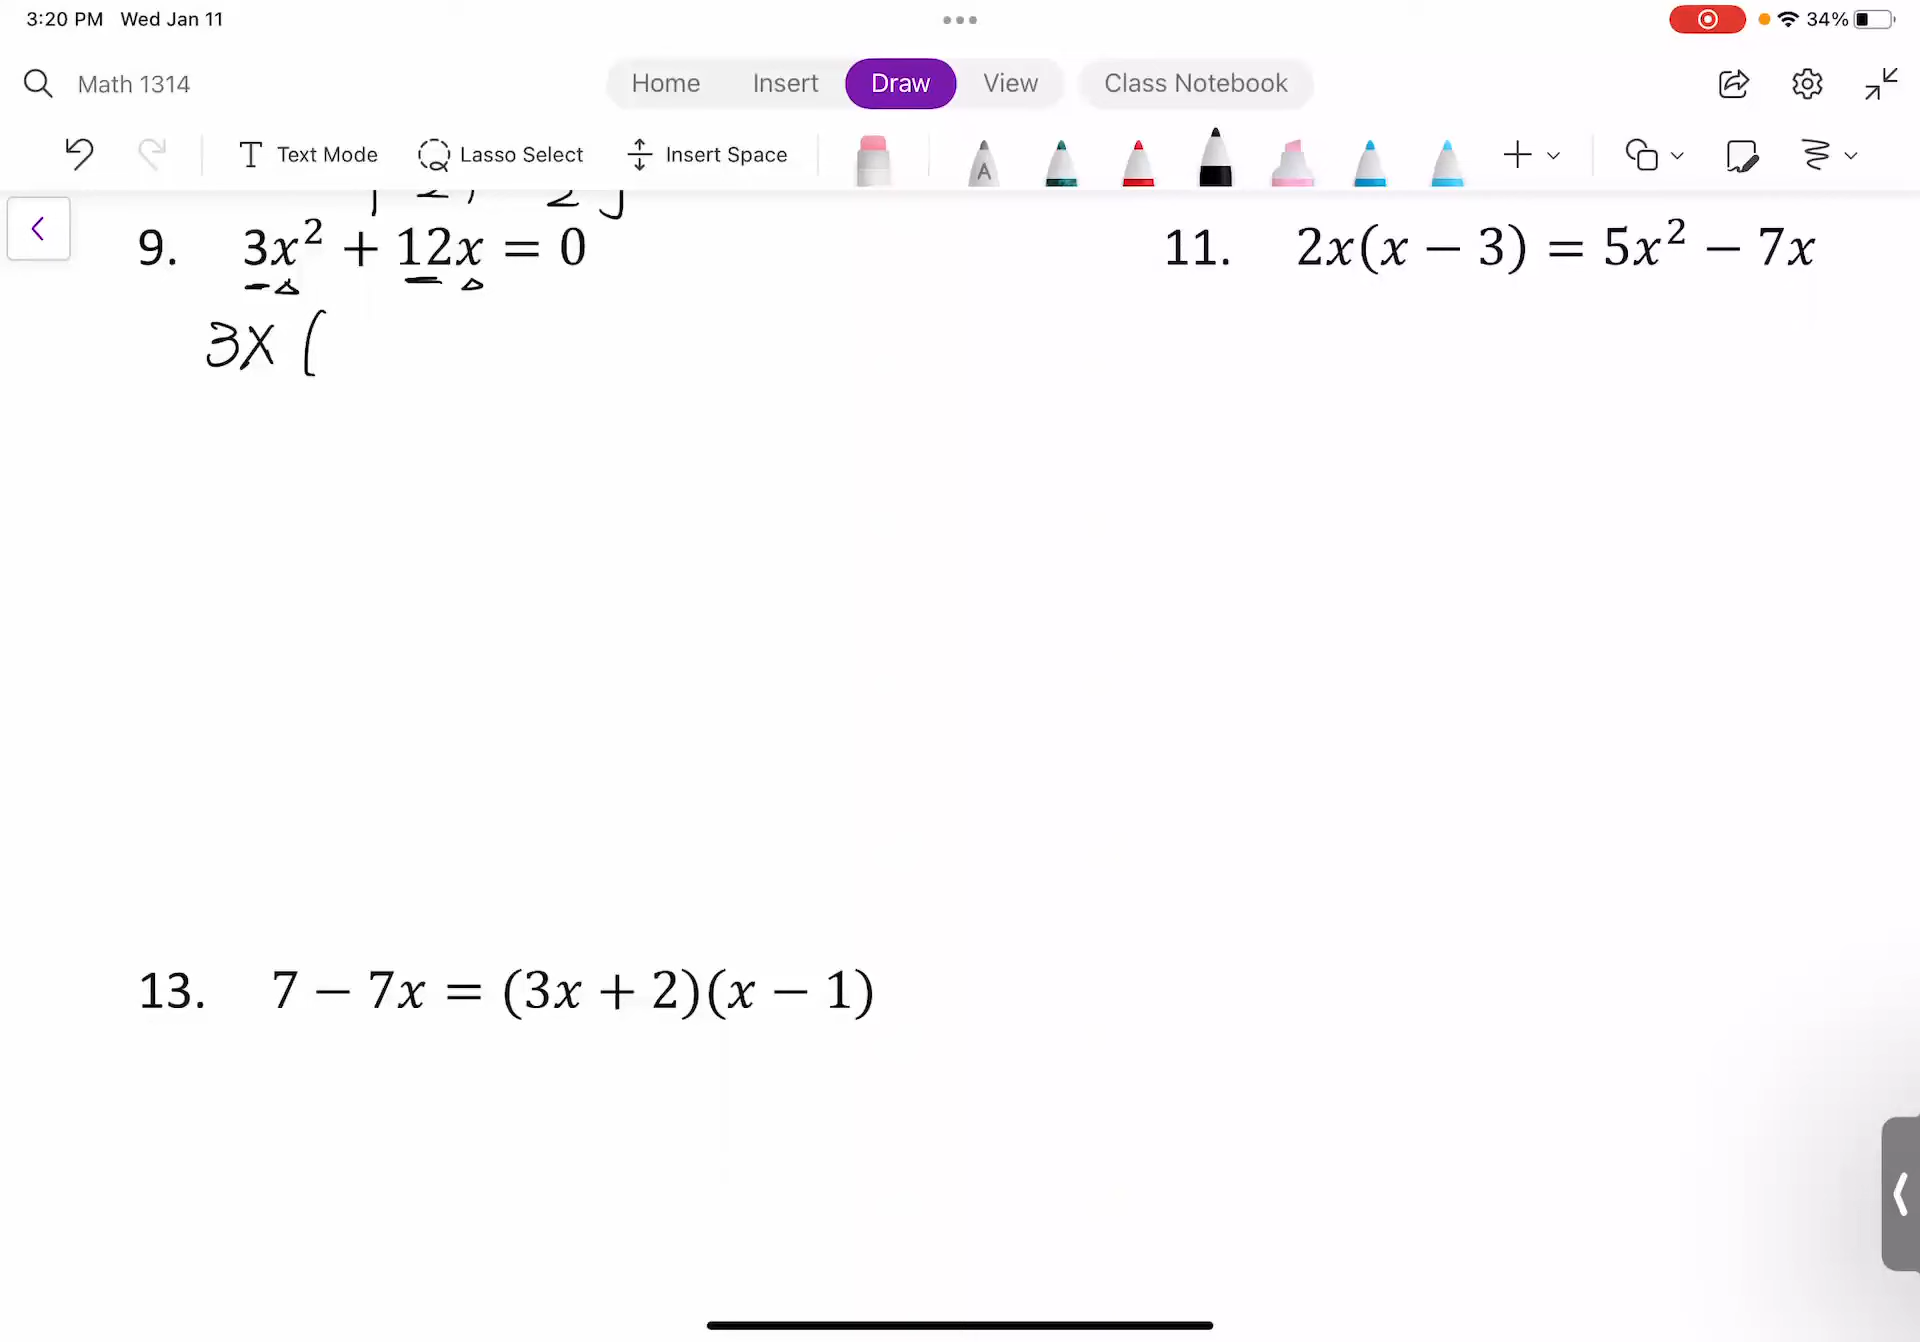 3:20 PM Wed Jan 11
34%
Math 1314
Home Insert Draw View Class Notebook
T Text Mode Lasso Select Insert Space
A
9. 3x² + 12x = 0
3X (
11. 2x(x − 3) = 5x² − 7x
13. 7 − 7x = (3x + 2)(x − 1)